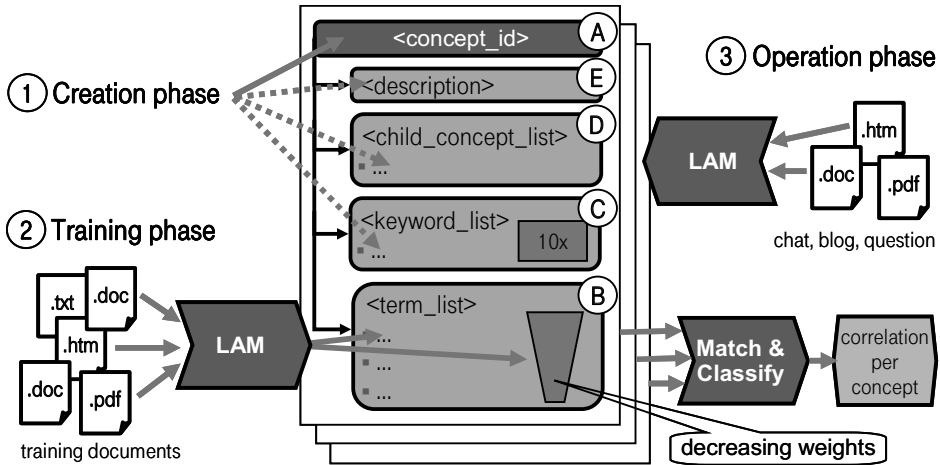 <concept_id>
A
3 Operation phase
1 Creation phase
<description>
E
<child_concept_list>
D
...
LAM
.htm
.doc
.pdf
chat, blog, question
2 Training phase
<keyword_list>
C
10x
...
.txt
.doc
.htm
.doc
.pdf
training documents
LAM
<term_list>
B
...
...
...
Match &
Classify
correlation
per
concept
decreasing weights